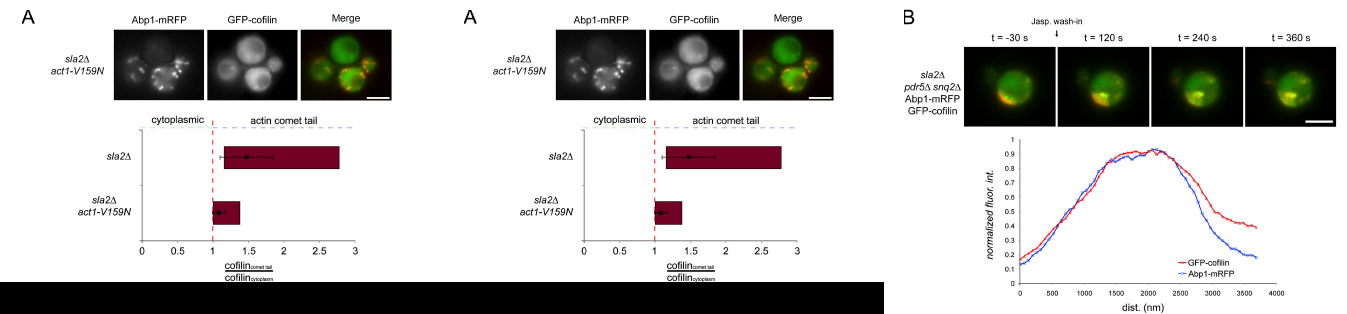 A
Abp1-mRFP GFP-cofilin Merge
sla2Δ
act1-V159N
cytoplasmic actin comet tail
sla2Δ
sla2Δ
act1-V159N
0 0.5 1 1.5 2 2.5 3
cofilin comet tail
cofilin cytoplasm
A
Abp1-mRFP GFP-cofilin Merge
sla2Δ
act1-V159N
cytoplasmic actin comet tail
sla2Δ
sla2Δ
act1-V159N
0 0.5 1 1.5 2 2.5 3
cofilin comet tail
cofilin cytoplasm
B
Jasp. wash-in
t = -30 s t = 120 s t = 240 s t = 360 s
sla2Δ
pdr5Δ snq2Δ
Abp1-mRFP
GFP-cofilin
normalized fluor. int.
1
0.9
0.8
0.7
0.6
0.5
0.4
0.3
0.2
0.1
0
GFP-cofilin
Abp1-mRFP
0 500 1000 1500 2000 2500 3000 3500 4000
dist. (nm)